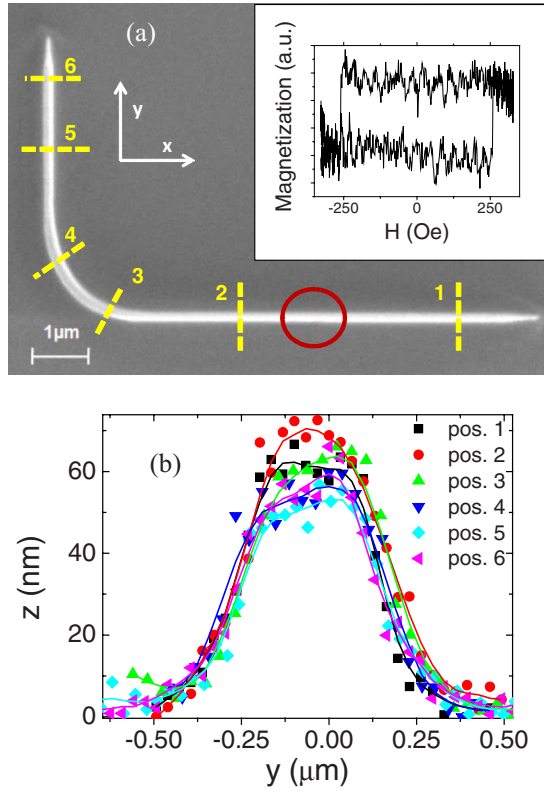 (a)
6
y
x
5
4
3
2
1
1μm
Magnetization (a.u.)
-250 0 250
H (Oe)
(b)
pos. 1
pos. 2
pos. 3
pos. 4
pos. 5
pos. 6
60
40
20
0
z (nm)
-0.50 -0.25 0.00 0.25 0.50
y (μm)